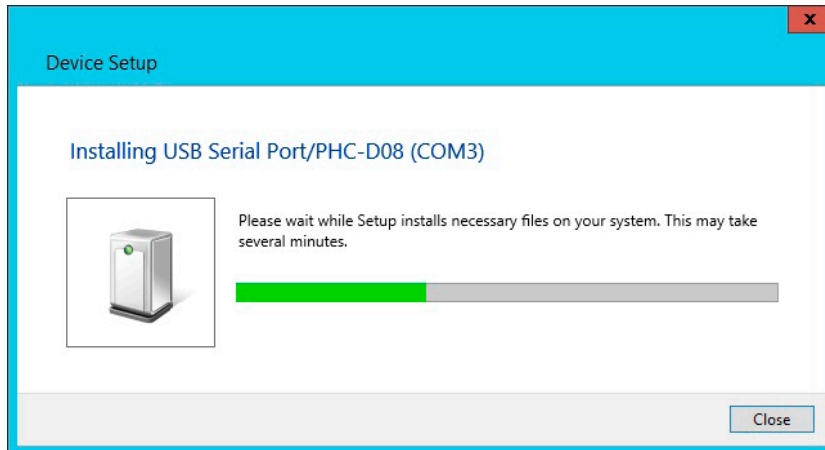 x
Device Setup
Installing USB Serial Port/PHC-D08 (COM3)
Please wait while Setup installs necessary files on your system. This may take
several minutes.
Close